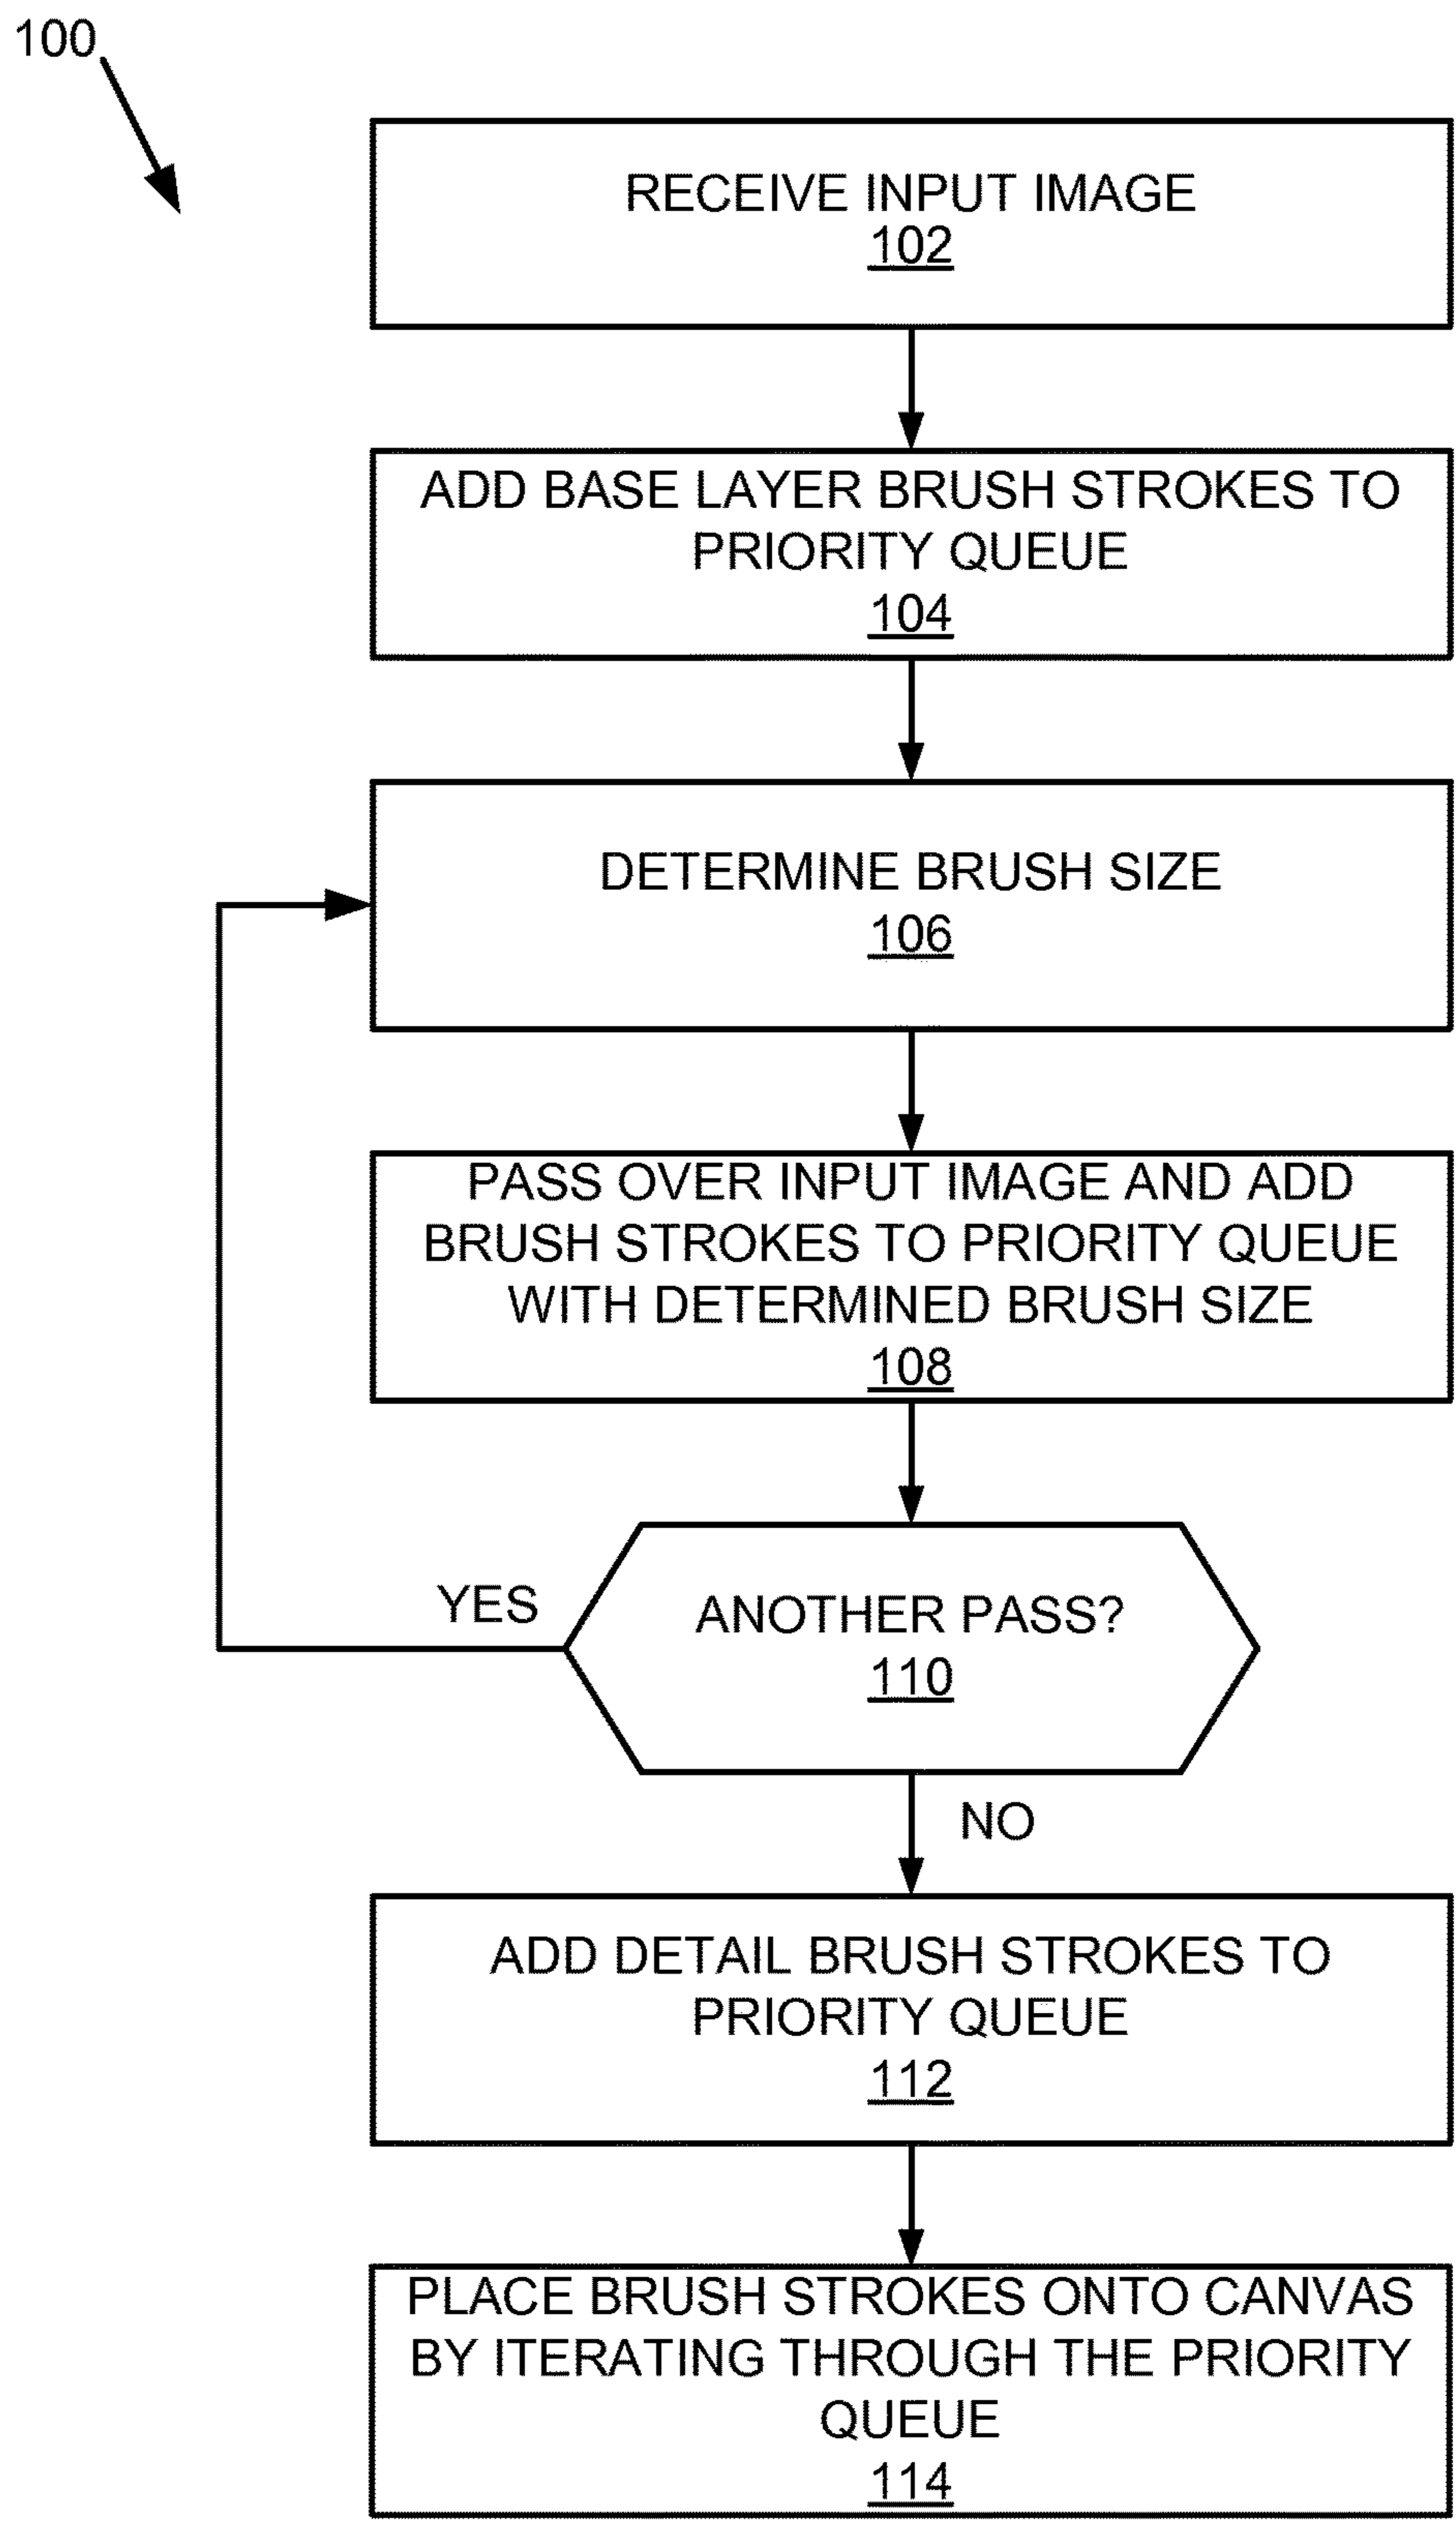 100
RECEIVE INPUT IMAGE
102
ADD BASE LAYER BRUSH STROKES TO
PRIORITY QUEUE
104
DETERMINE BRUSH SIZE
106
PASS OVER INPUT IMAGE AND ADD
BRUSH STROKES TO PRIORITY QUEUE
WITH DETERMINED BRUSH SIZE
108
YES
ANOTHER PASS?
110
NO
ADD DETAIL BRUSH STROKES TO
PRIORITY QUEUE
112
PLACE BRUSH STROKES ONTO CANVAS
BY ITERATING THROUGH THE PRIORITY
QUEUE
114